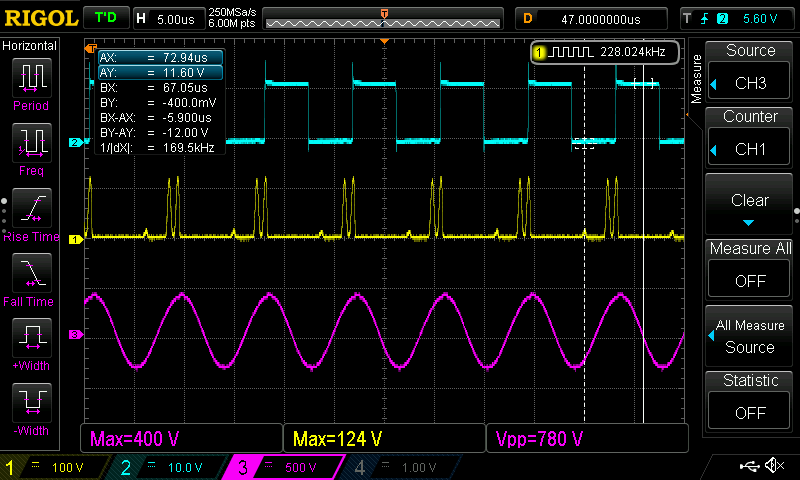 RIGOL T'D H 5.00us 250MSa/s D 47.0000000us T 2 5.60 V
6.00M pts
Horizontal
Period
Freq
Rise Time
Fall Time
+Width
-Width
AX: = 72.94us
AY: = 11.60 V
BX: = 67.05us
BY: = -400.0mV
BX-AX: = -5.900us
BY-AY: = -12.00 V
1/|dX|: = 169.5kHz
1 228.024kHz
T
2
1
3
Measure
Source
CH3
Counter
CH1
Clear
Measure All
OFF
All Measure
Source
Statistic
OFF
Max=400 V Max=124 V Vpp=780 V
1 = 100 V 2 = 10.0 V 3 = 500 V 4 = 1.00 V